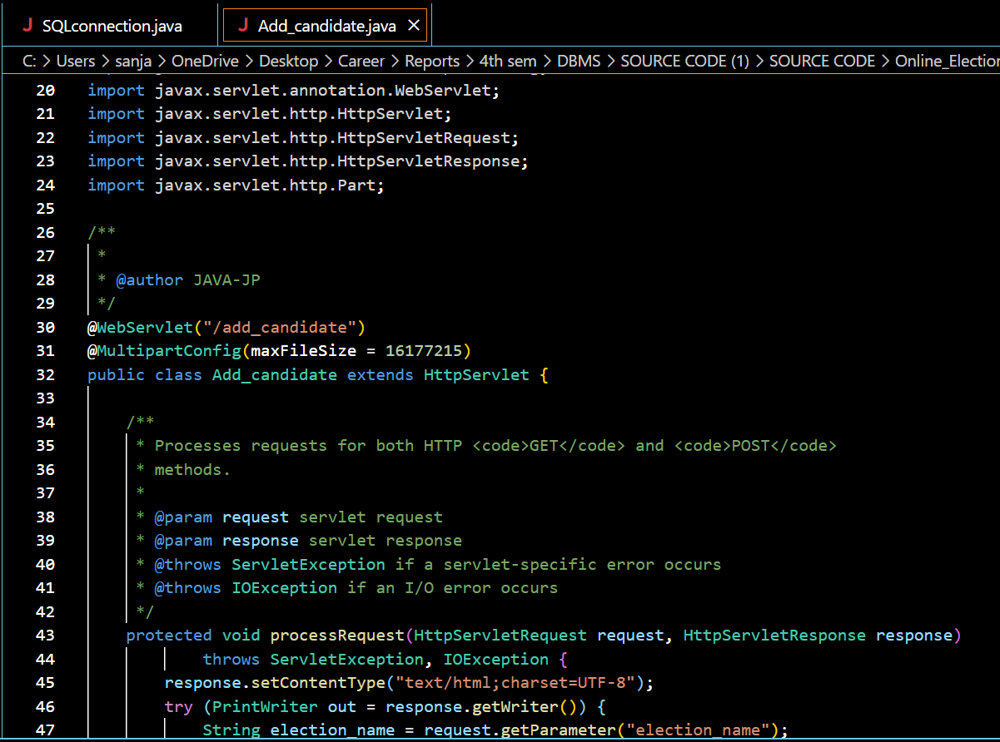 J SQLconnection.java
J Add_candidate.java ×
C: > Users > sanja > OneDrive > Desktop > Career > Reports > 4th sem > DBMS > SOURCE CODE (1) > SOURCE CODE > Online_Election
20 import javax.servlet.annotation.WebServlet;
21 import javax.servlet.http.HttpServlet;
22 import javax.servlet.http.HttpServletRequest;
23 import javax.servlet.http.HttpServletResponse;
24 import javax.servlet.http.Part;
25
26 /**
27 *
28 * @author JAVA-JP
29 */
30 @WebServlet("/add_candidate")
31 @MultipartConfig(maxFileSize = 16177215)
32 public class Add_candidate extends HttpServlet {
33
34 /**
35 * Processes requests for both HTTP <code>GET</code> and <code>POST</code>
36 * methods.
37 *
38 * @param request servlet request
39 * @param response servlet response
40 * @throws ServletException if a servlet-specific error occurs
41 * @throws IOException if an I/O error occurs
42 */
43 protected void processRequest(HttpServletRequest request, HttpServletResponse response)
44 throws ServletException, IOException {
45 response.setContentType("text/html;charset=UTF-8");
46 try (PrintWriter out = response.getWriter()) {
47 String election_name = request.getParameter("election_name");